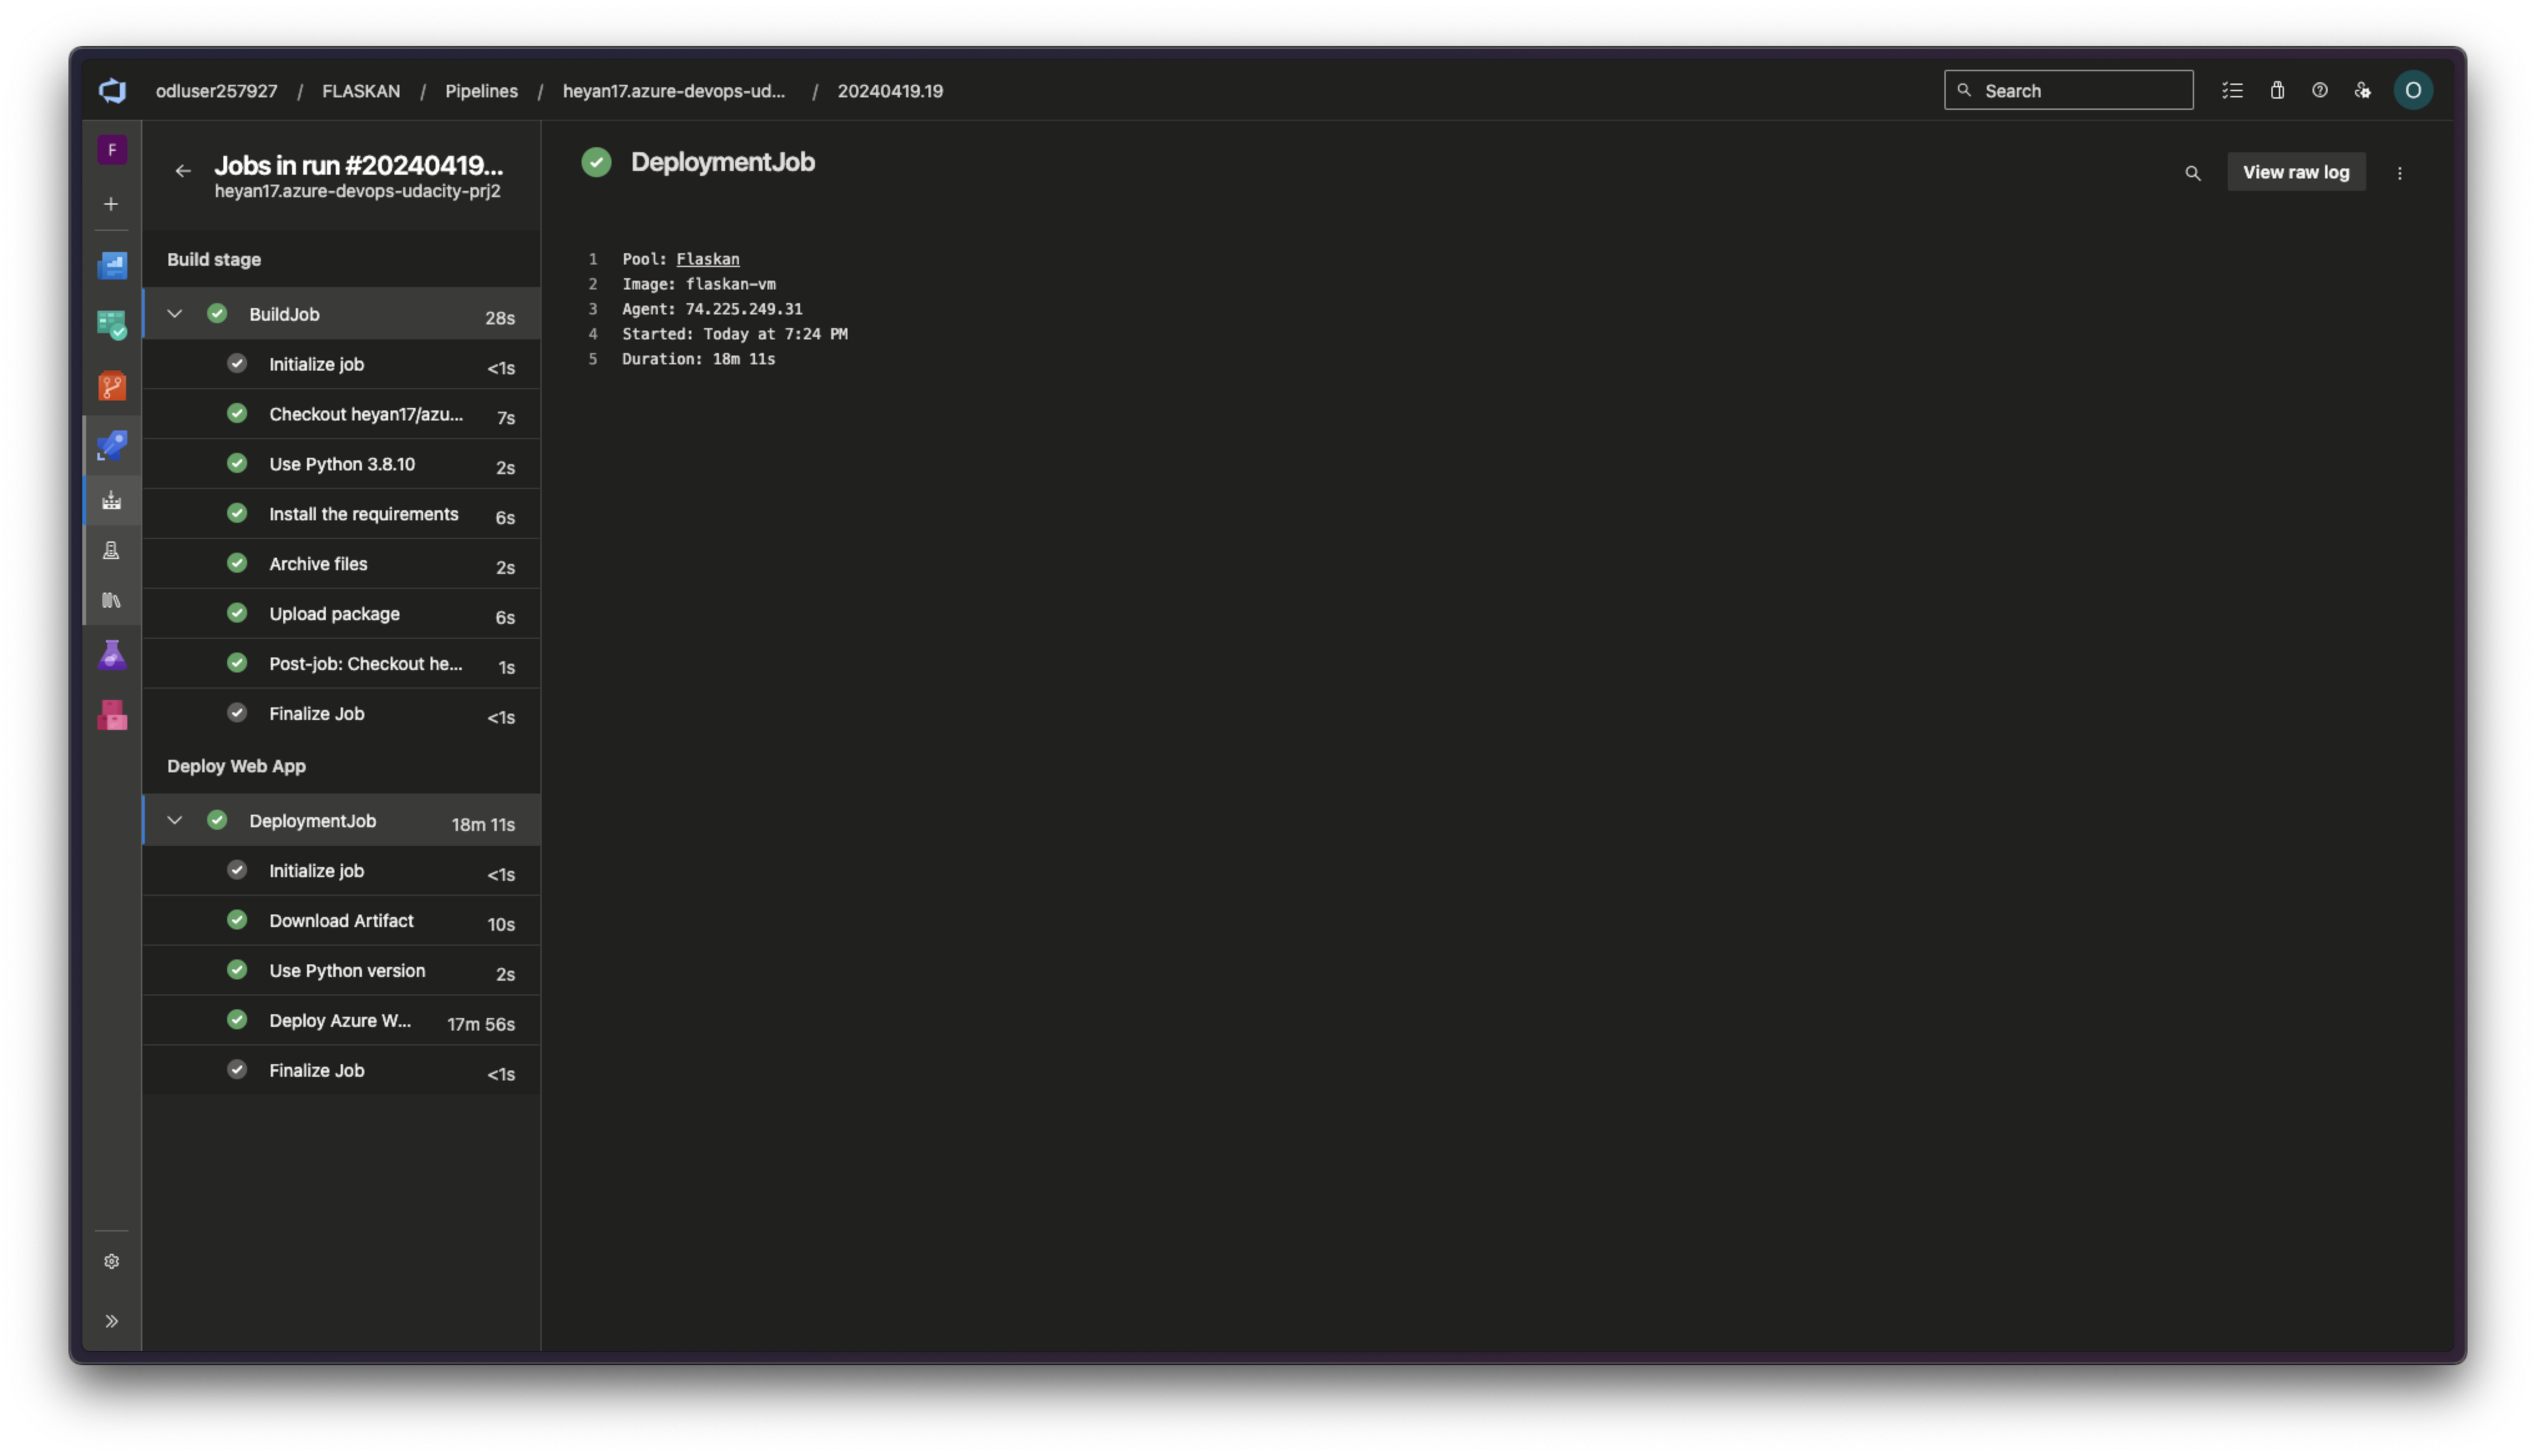 odluser257927 / FLASKAN / Pipelines / heyan17.azure-devops-ud... / 20240419.19
Search
O
F
Jobs in run #20240419...
heyan17.azure-devops-udacity-prj2
Build stage
BuildJob 28s
Initialize job <1s
Checkout heyan17/azu... 7s
Use Python 3.8.10 2s
Install the requirements 6s
Archive files 2s
Upload package 6s
Post-job: Checkout he... 1s
Finalize Job <1s
Deploy Web App
DeploymentJob 18m 11s
Initialize job <1s
Download Artifact 10s
Use Python version 2s
Deploy Azure W... 17m 56s
Finalize Job <1s
DeploymentJob
View raw log
1 Pool: Flaskan
2 Image: flaskan-vm
3 Agent: 74.225.249.31
4 Started: Today at 7:24 PM
5 Duration: 18m 11s